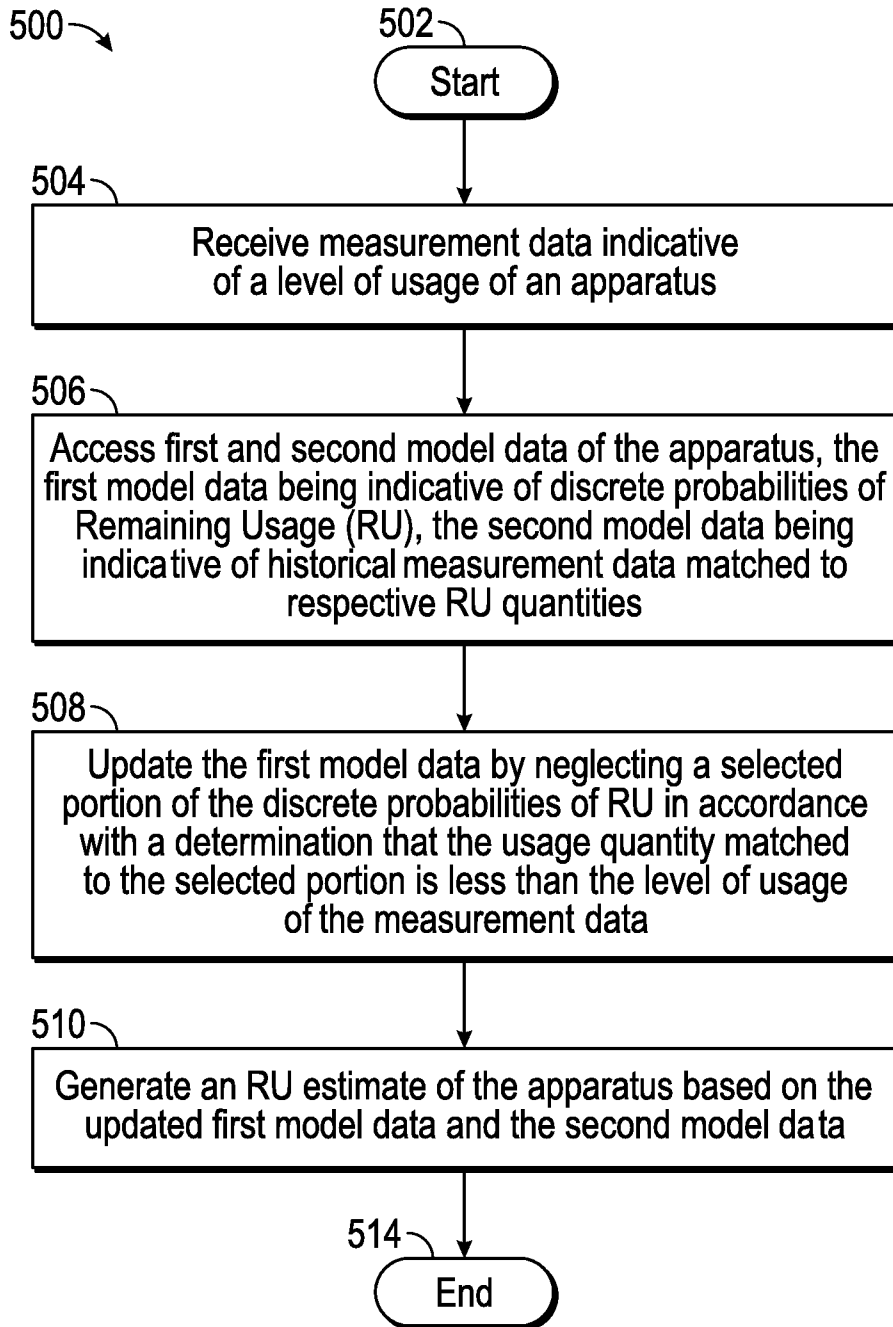 500
502
Start
504
Receive measurement data indicative
of a level of usage of an apparatus
506
Access first and second model data of the apparatus, the
first model data being indicative of discrete probabilities of
Remaining Usage (RU), the second model data being
indicative of historical measurement data matched to
respective RU quantities
508
Update the first model data by neglecting a selected
portion of the discrete probabilities of RU in accordance
with a determination that the usage quantity matched
to the selected portion is less than the level of usage
of the measurement data
510
Generate an RU estimate of the apparatus based on the
updated first model data and the second model data
514
End